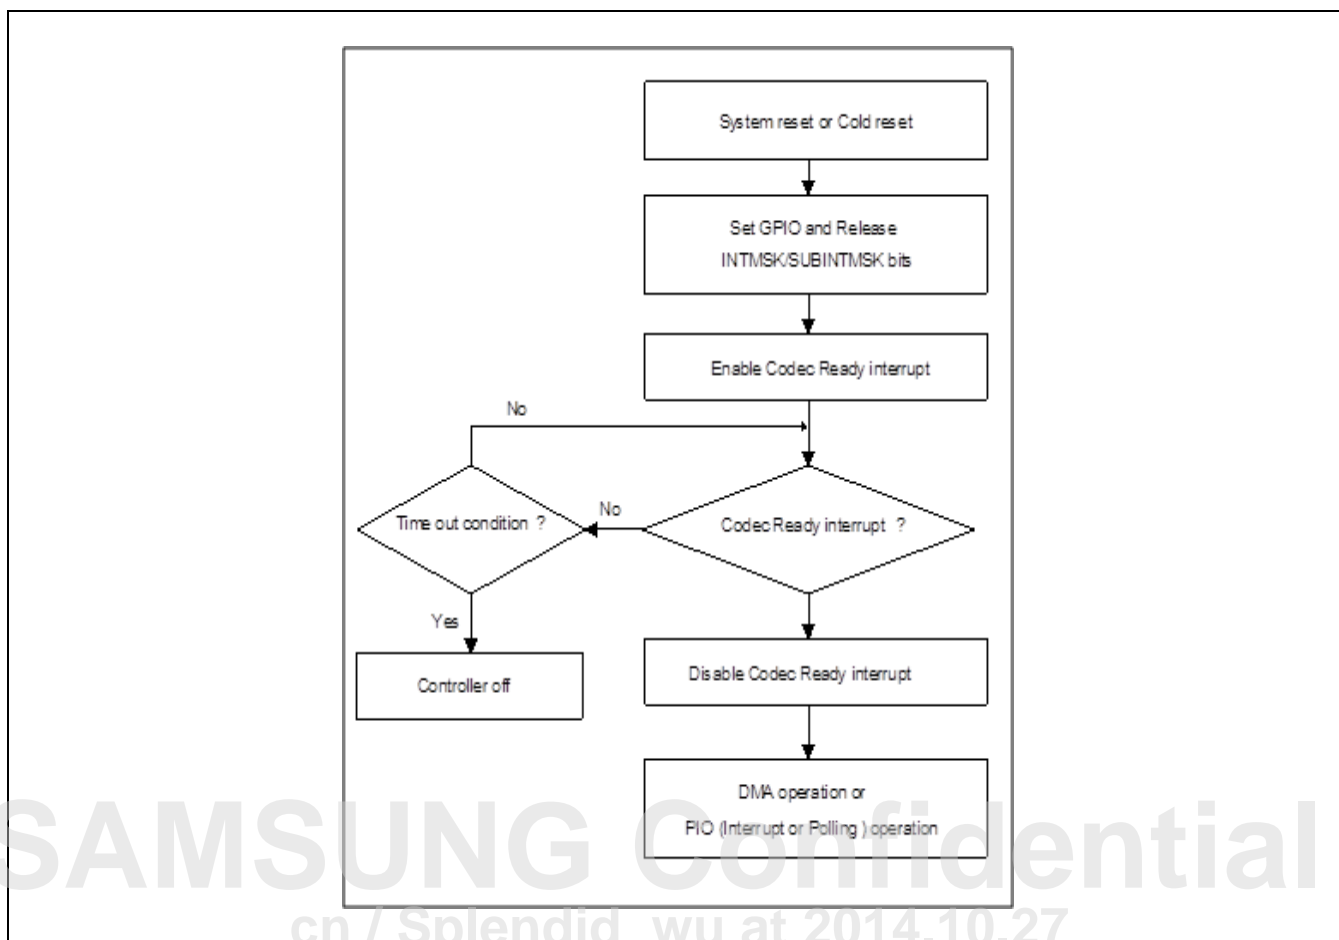 System reset or Cold reset
Set GPIO and Release
INTMSK/SUBINTMSK bits
Enable Codec Ready interrupt
No
Time out condition ?
No
Codec Ready interrupt ?
Yes
Controller off
Disable Codec Ready interrupt
DMA operation or
PIO (Interrupt or Polling ) operation
SAMSUNG Confidential
cn / Splendid_wu at 2014.10.27